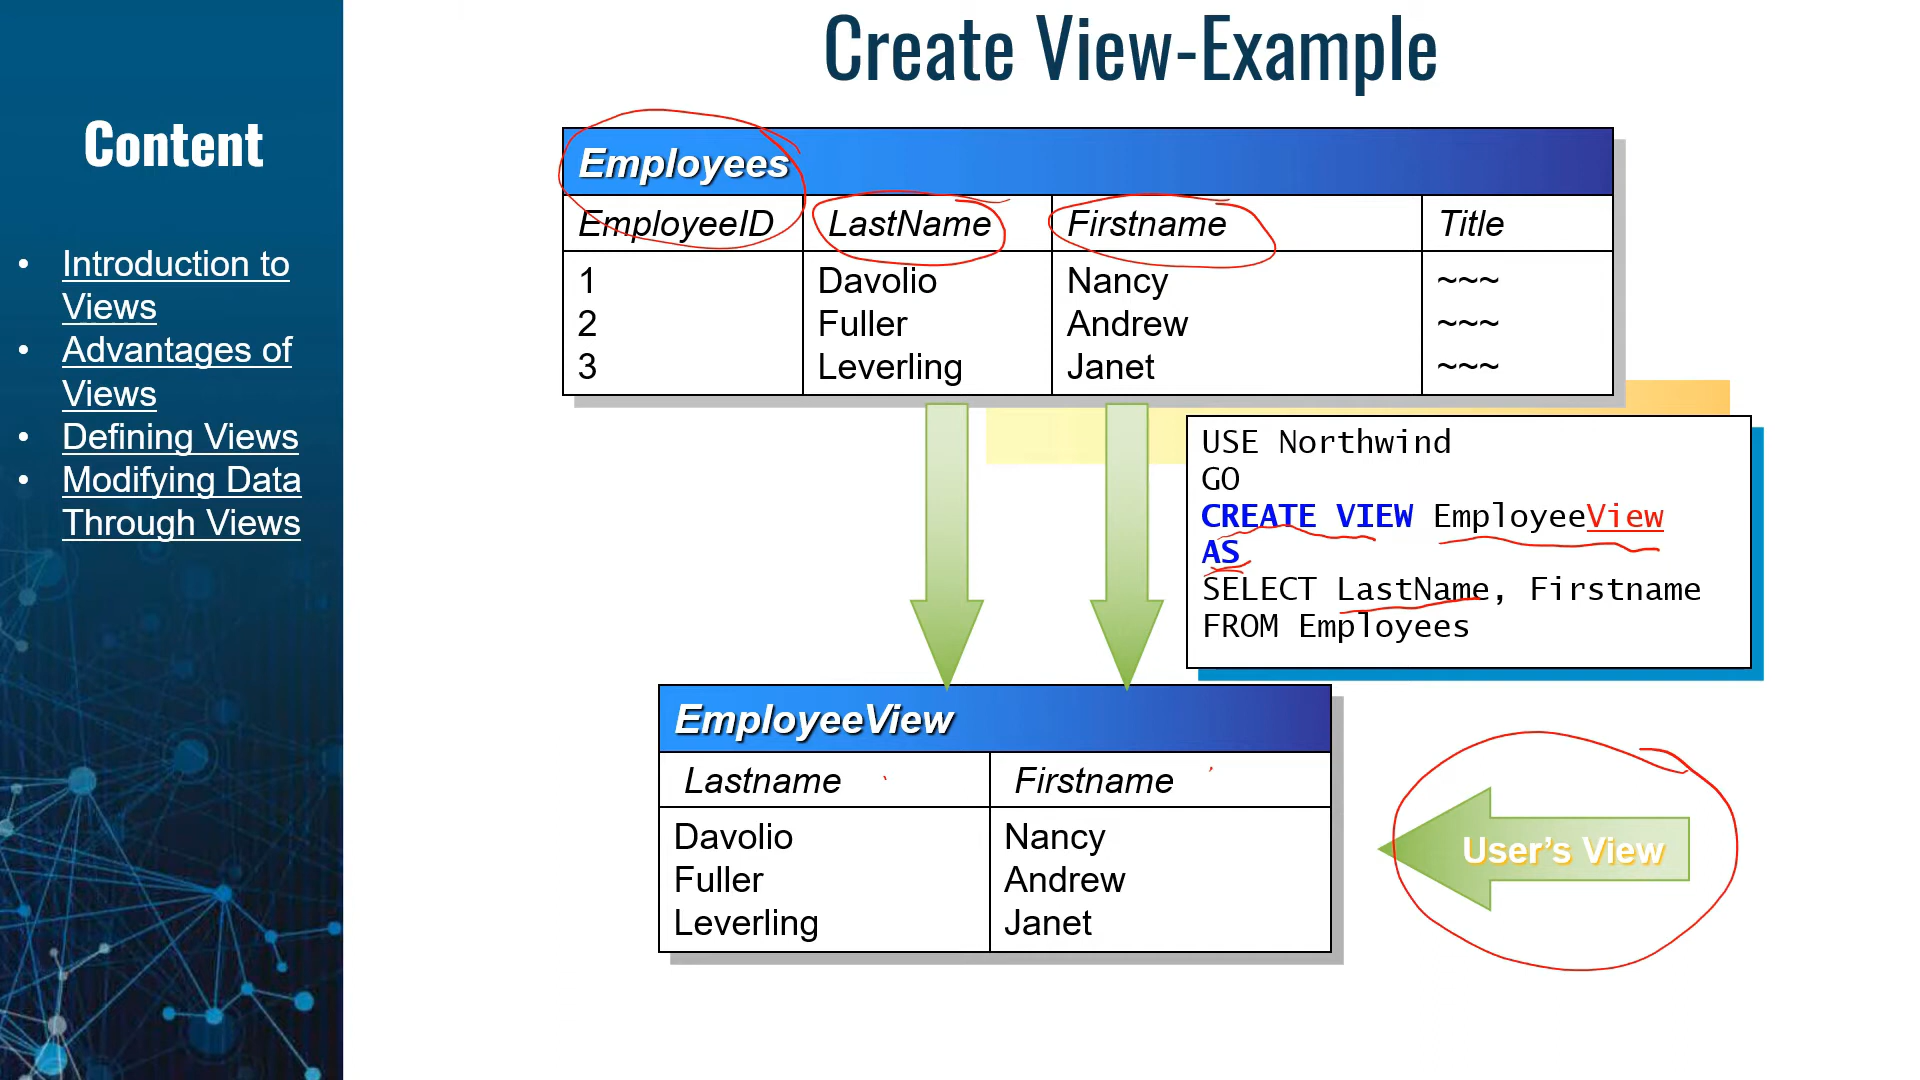 Create View-Example
Content
• Introduction to
Views
• Advantages of
Views
• Defining Views
• Modifying Data
Through Views
Employees
EmployeeID LastName Firstname Title
1 Davolio Nancy ~~~
2 Fuller Andrew ~~~
3 Leverling Janet ~~~
USE Northwind
GO
CREATE VIEW EmployeeView
AS
SELECT LastName, Firstname
FROM Employees
EmployeeView
Lastname Firstname
Davolio Nancy
Fuller Andrew
Leverling Janet
User’s View